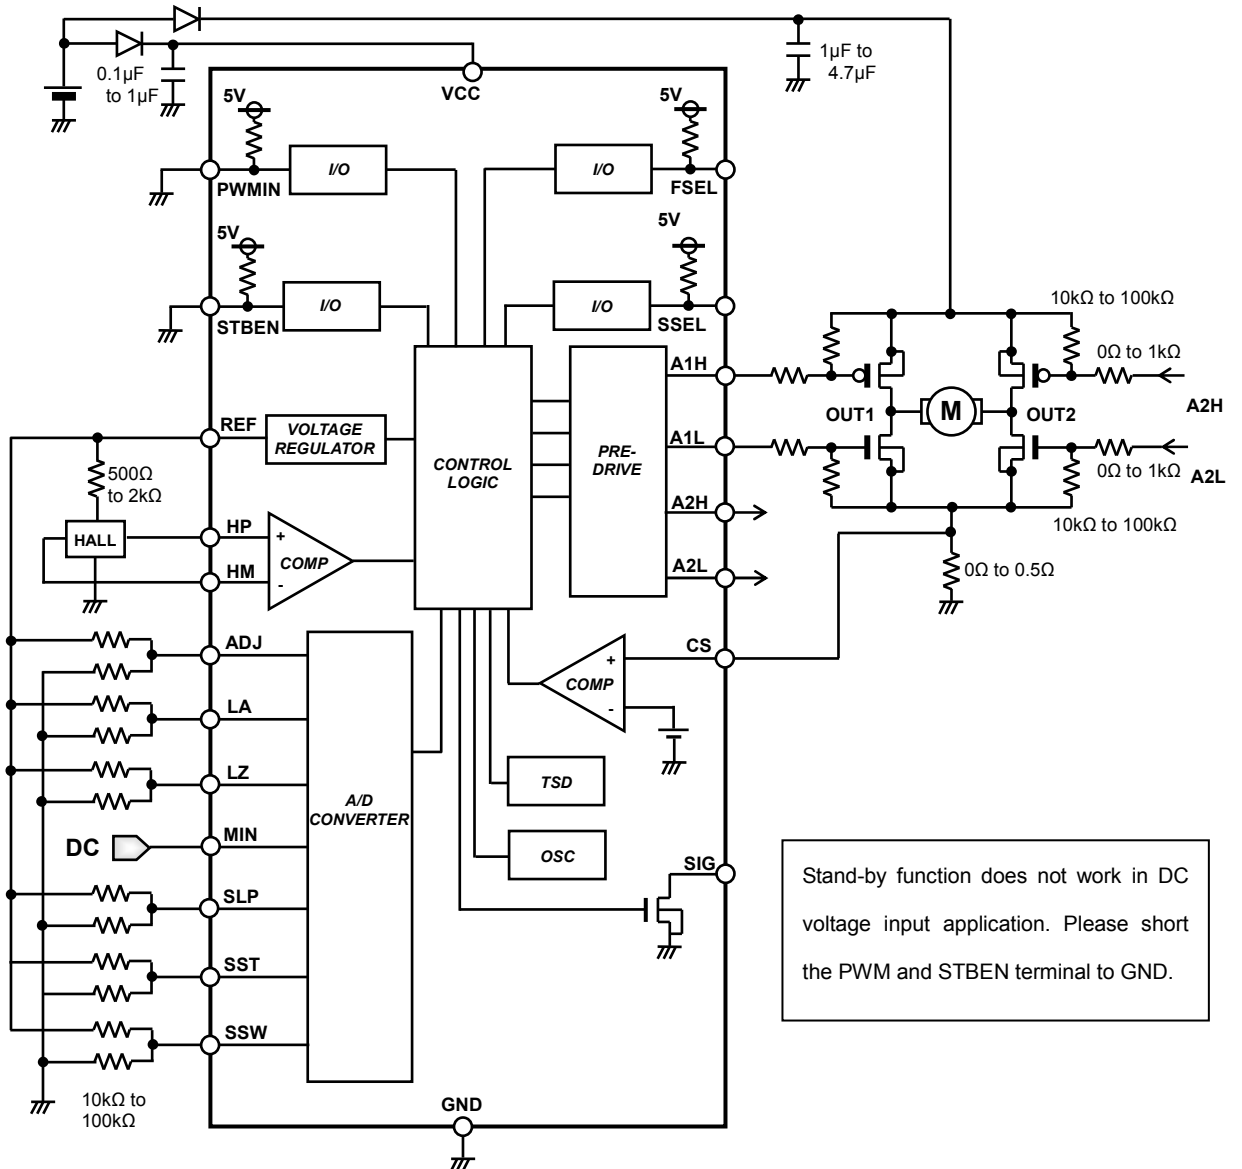 1µF to
4.7µF
0.1µF
to 1µF
VCC
5V
5V
I/O
I/O
PWMIN
FSEL
5V
5V
I/O
I/O
STBEN
SSEL
10kΩ to 100kΩ
0Ω to 1kΩ
A1H
A2H
OUT1
M
OUT2
REF
VOLTAGE
REGULATOR
A1L
CONTROL
LOGIC
PRE-
DRIVE
0Ω to 1kΩ
A2L
500Ω
to 2kΩ
A2H
10kΩ to 100kΩ
HP
HALL
+
COMP
-
HM
A2L
0Ω to 0.5Ω
ADJ
CS
+
COMP
-
LA
LZ
TSD
A/D
CONVERTER
DC
MIN
OSC
SIG
SLP
Stand-by function does not work in DC
voltage input application. Please short
the PWM and STBEN terminal to GND.
SST
SSW
10kΩ to
100kΩ
GND